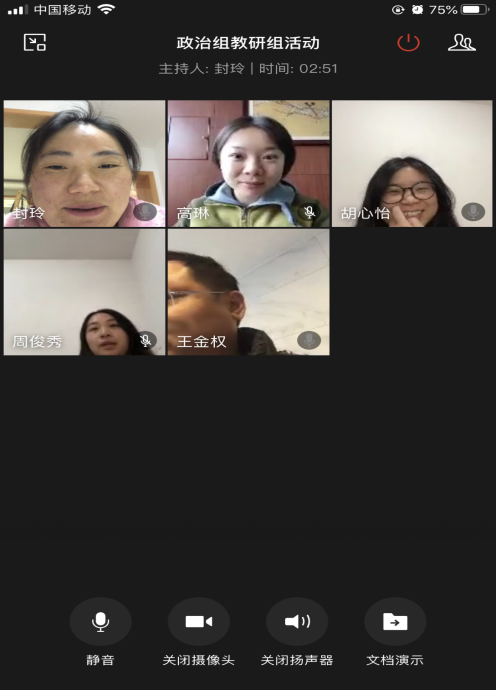 中国移动 75%
政治组教研组活动
主持人: 封玲 | 时间: 02:51
封玲 高琳 胡心怡
周俊秀 王金权
静音 关闭摄像头 关闭扬声器 文档演示